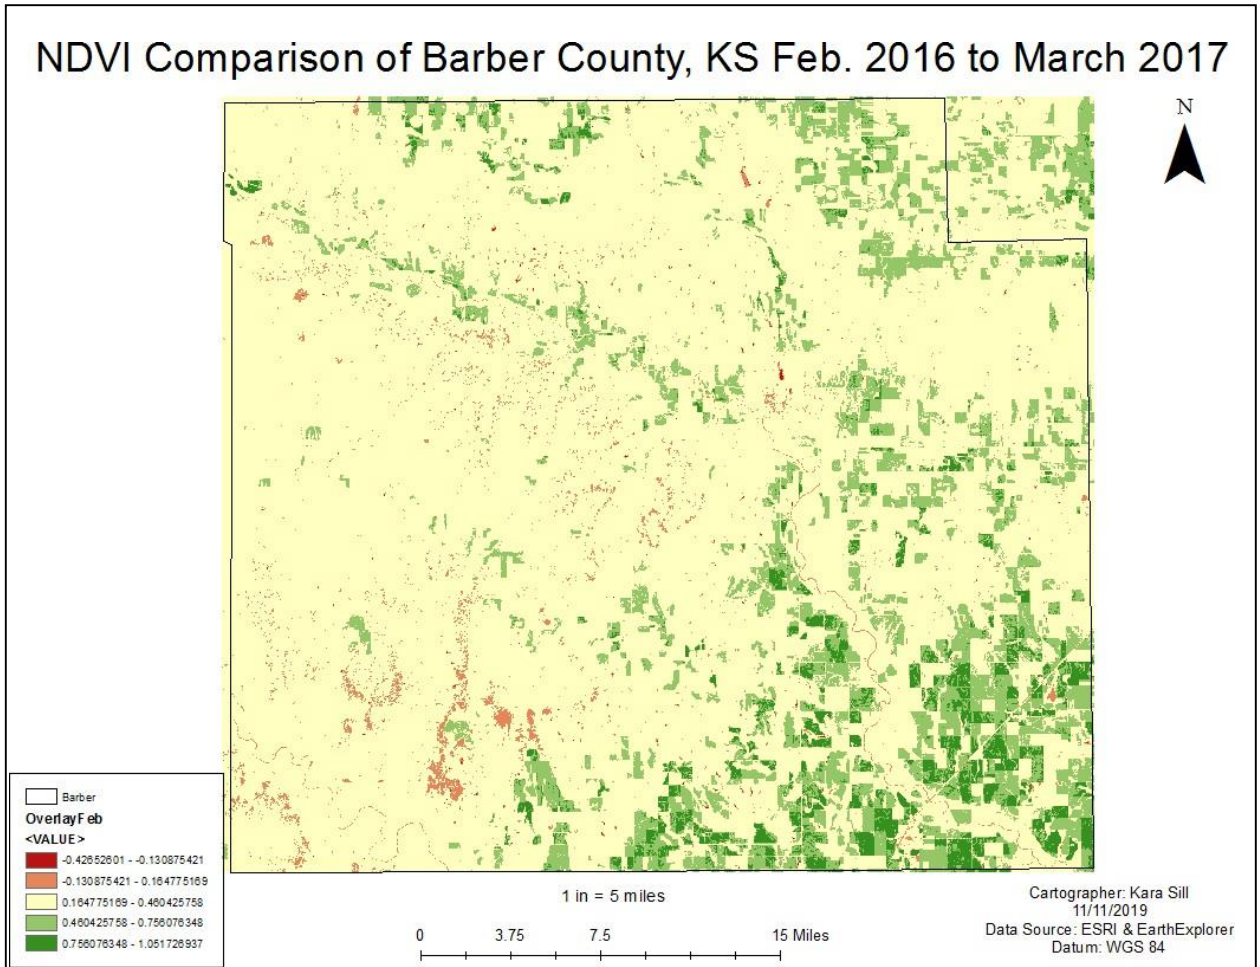 NDVI Comparison of Barber County, KS Feb. 2016 to March 2017
N
Barber
OverlayFeb
<VALUE>
-0.42652601 - -0.130875421
-0.130875421 - 0.164775169
0.164775169 - 0.460425758
0.460425758 - 0.756076348
0.756076348 - 1.051726937
1 in = 5 miles
0 3.75 7.5 15 Miles
Cartographer: Kara Sill
11/11/2019
Data Source: ESRI & EarthExplorer
Datum: WGS 84